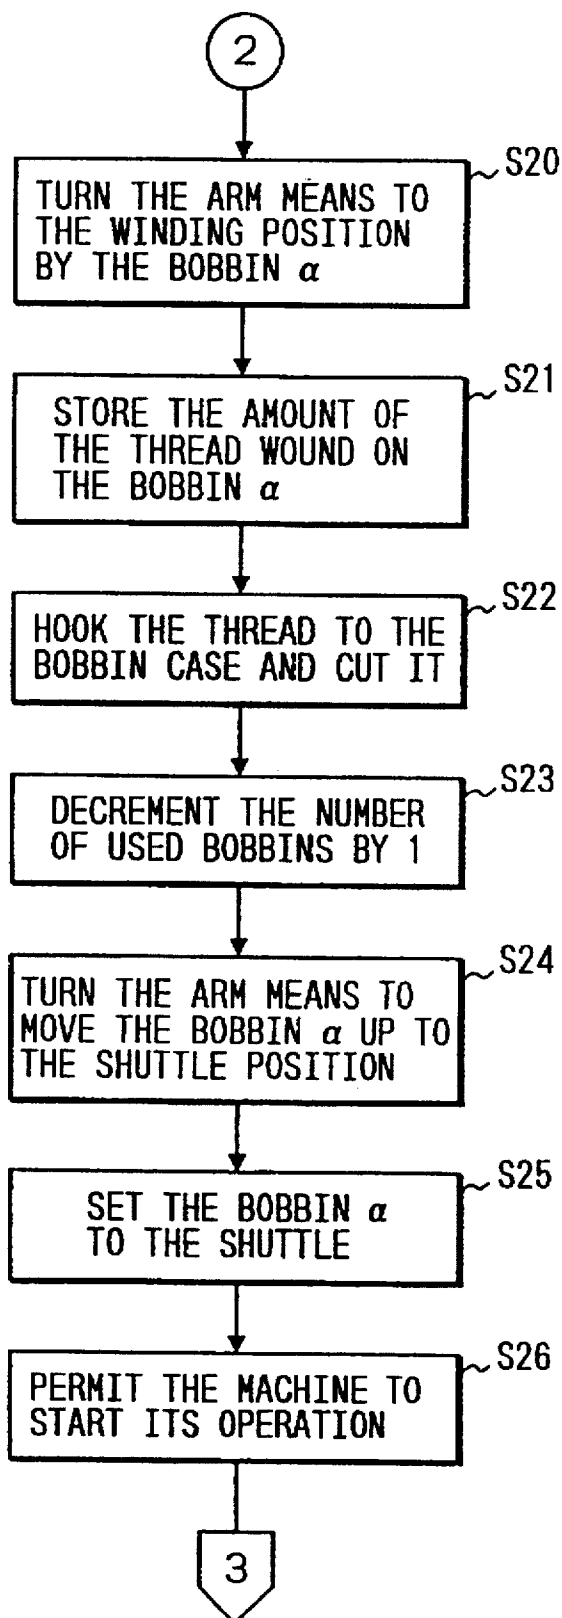 2
S20
TURN THE ARM MEANS TO
THE WINDING POSITION
BY THE BOBBIN α
S21
STORE THE AMOUNT OF
THE THREAD WOUND ON
THE BOBBIN α
S22
HOOK THE THREAD TO THE
BOBBIN CASE AND CUT IT
S23
DECREMENT THE NUMBER
OF USED BOBBINS BY 1
S24
TURN THE ARM MEANS TO
MOVE THE BOBBIN α UP TO
THE SHUTTLE POSITION
S25
SET THE BOBBIN α
TO THE SHUTTLE
S26
PERMIT THE MACHINE TO
START ITS OPERATION
3